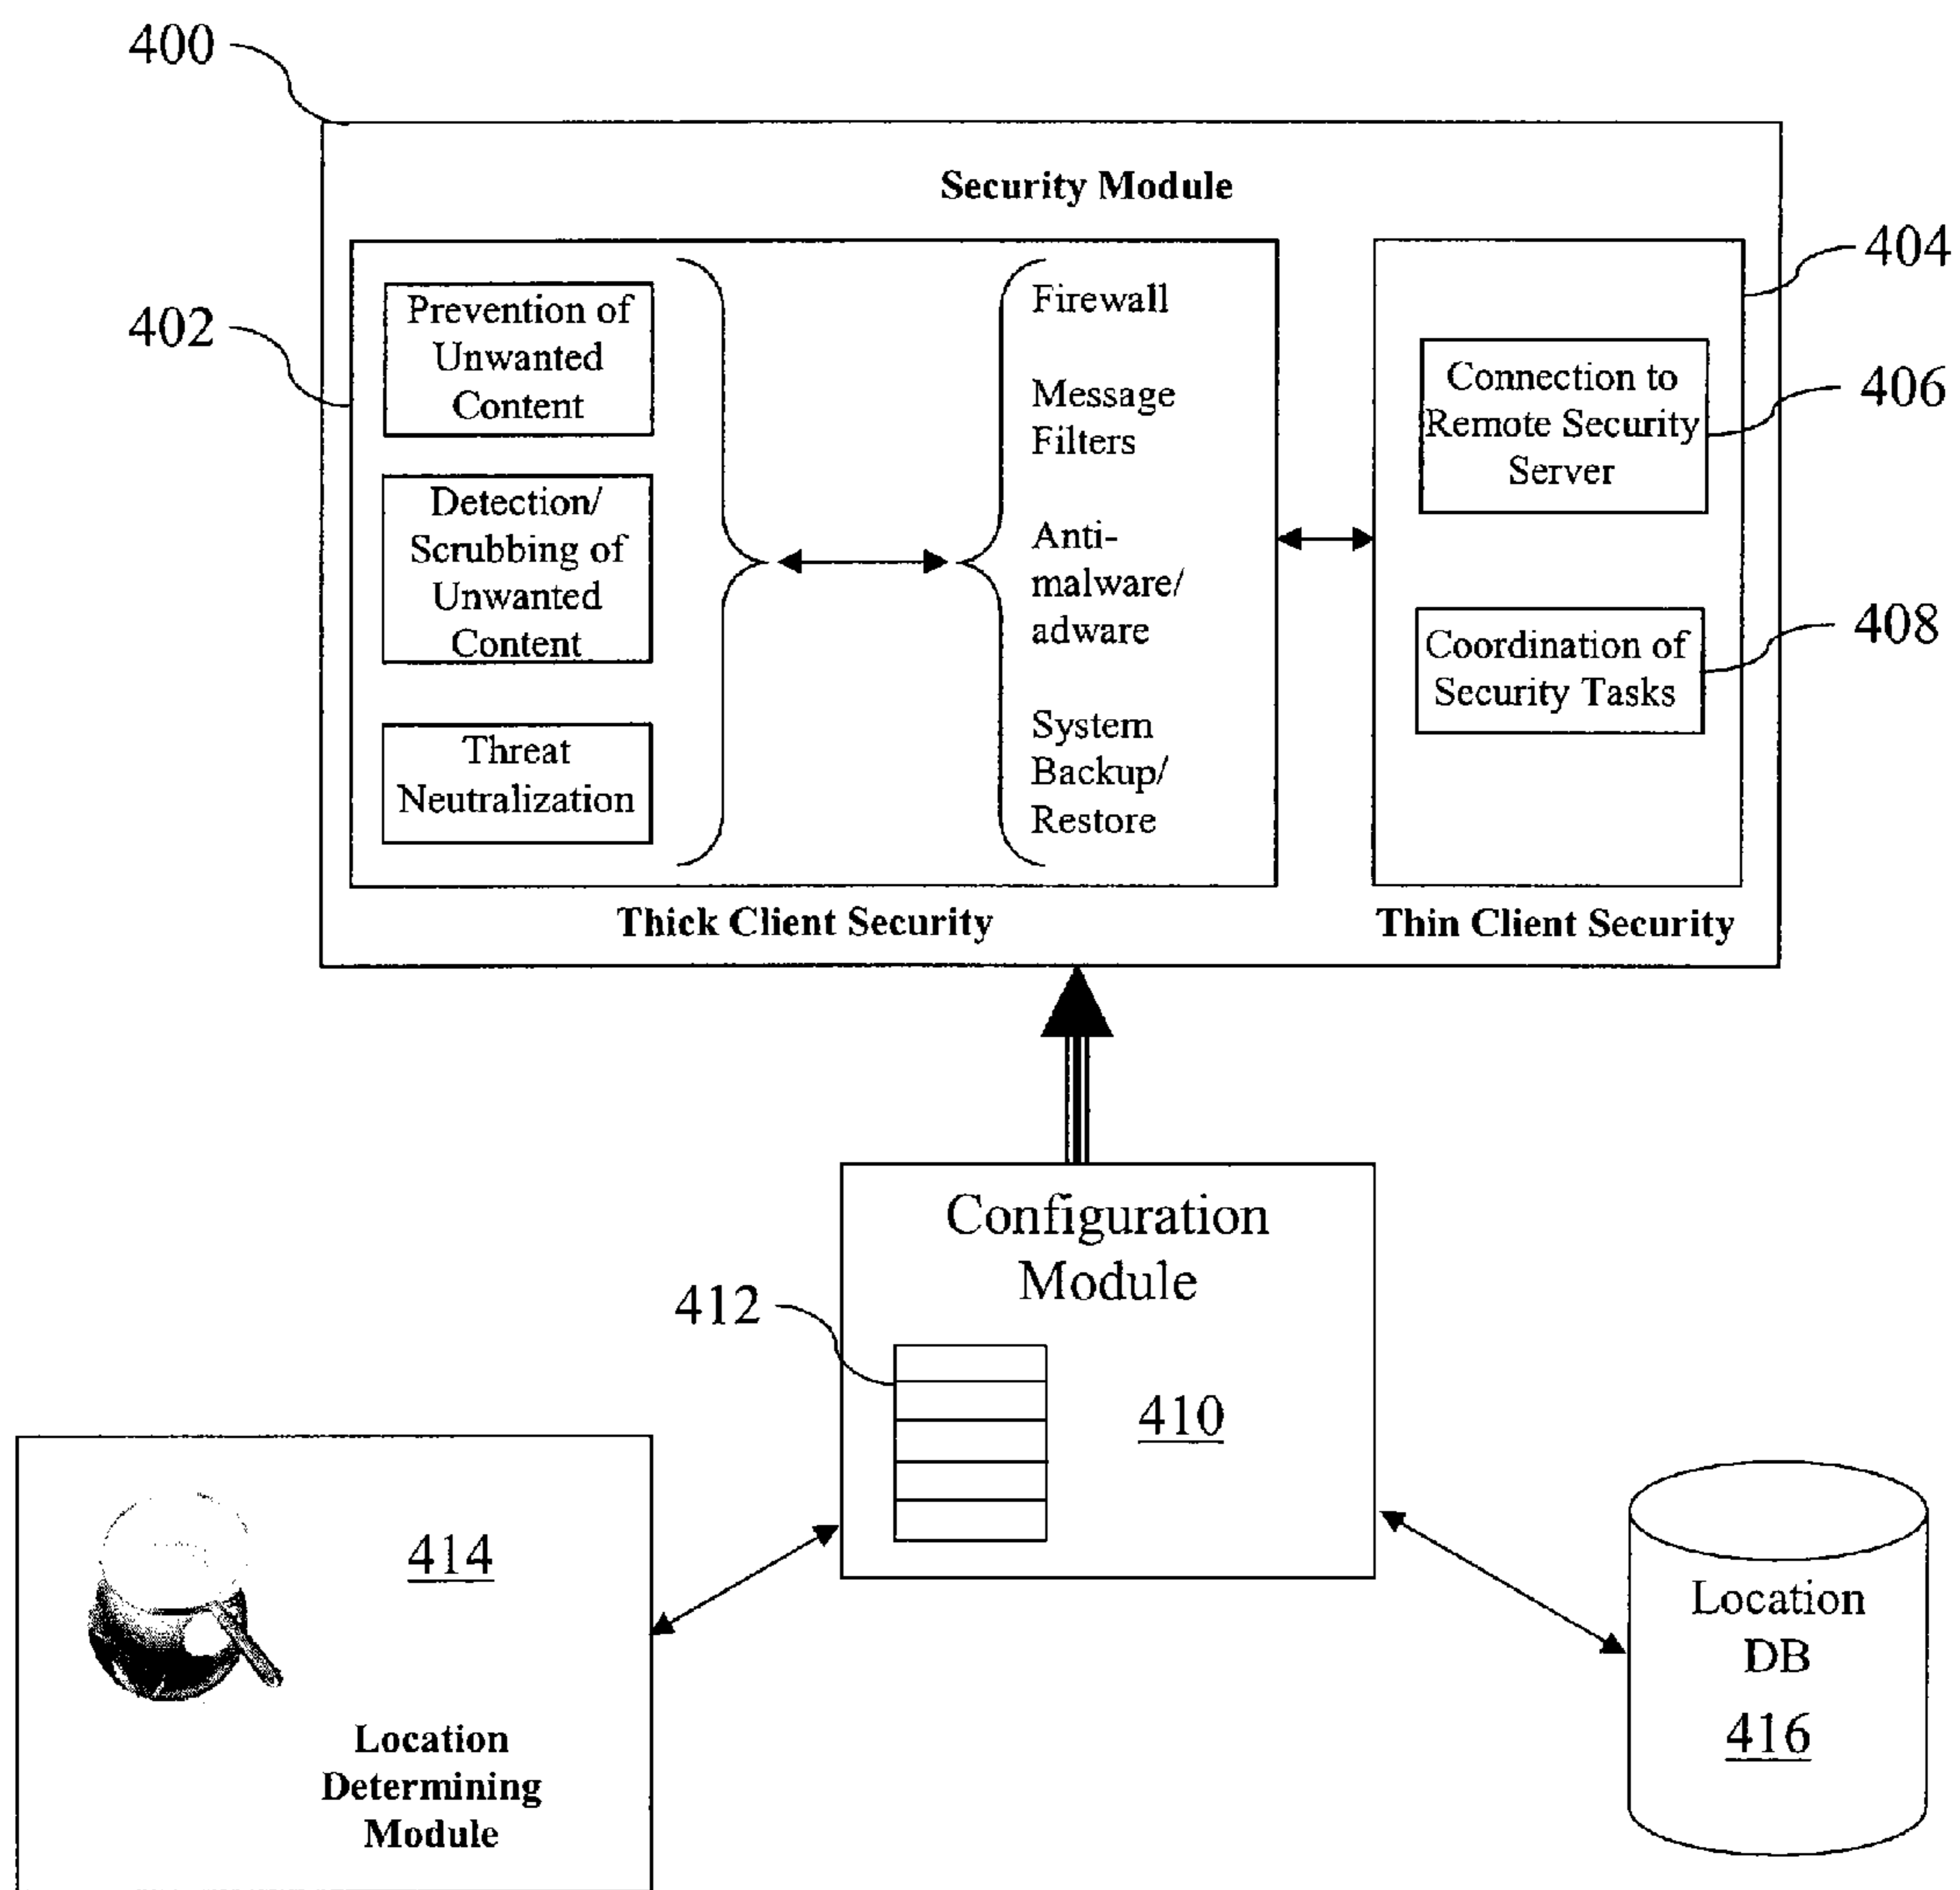 400
Security Module
404
402
Prevention of
Unwanted
Content
Detection/
Scrubbing of
Unwanted
Content
Threat
Neutralization
Firewall
Message
Filters
Anti-
malware/
adware
System
Backup/
Restore
Connection to
Remote Security
Server
406
Coordination of
Security Tasks
408
Thick Client Security
Thin Client Security
Configuration
Module
412
410
414
Location
Determining
Module
Location
DB
416